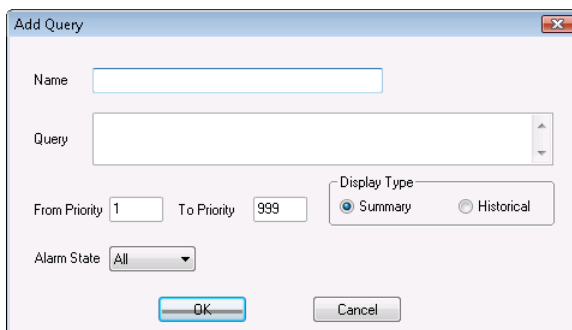 Add Query
Name
Query
Display Type
From Priority 1 To Priority 999 Summary Historical
Alarm State All
OK Cancel